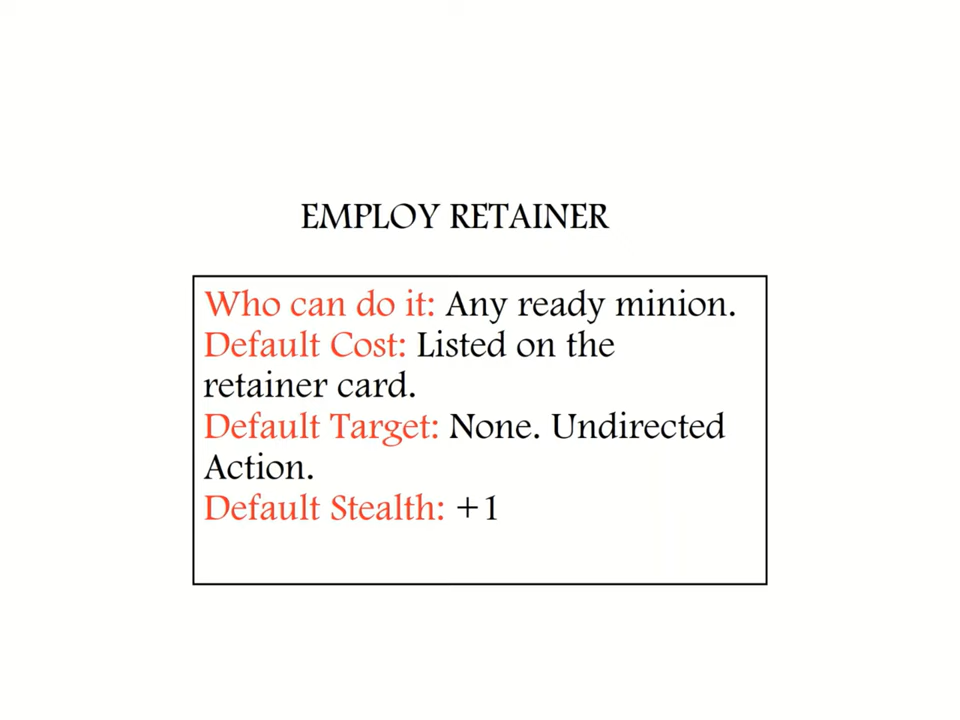 EMPLOY RETAINER
Who can do it: Any ready minion.
Default Cost: Listed on the
retainer card.
Default Target: None. Undirected
Action.
Default Stealth: +1